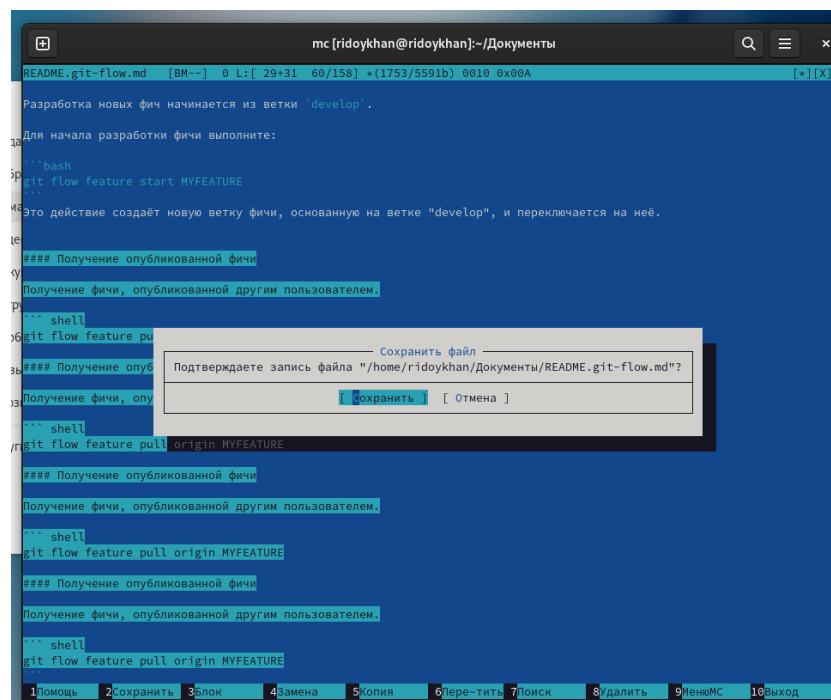 mc [ridoykhan@ridoykhan]:~/Документы
README.git-flow.md [BM--] 0 L:[ 29+31 60/158] *(1753/5591b) 0010 0x00A [*][X]
Разработка новых фич начинается из ветки `develop`.
Для начала разработки фичи выполните:
```bash
git flow feature start MYFEATURE
```
Это действие создаёт новую ветку фичи, основанную на ветке "develop", и переключается на неё.
#### Получение опубликованной фичи
Получение фичи, опубликованной другим пользователем.
``` shell
git flow feature pu
Сохранить файл
Подтверждаете запись файла "/home/ridoykhan/Документы/README.git-flow.md"?
[ Сохранить ] [ Отмена ]
#### Получение опуб
Получение фичи, опу
``` shell
git flow feature pull origin MYFEATURE
#### Получение опубликованной фичи
Получение фичи, опубликованной другим пользователем.
``` shell
git flow feature pull origin MYFEATURE
#### Получение опубликованной фичи
Получение фичи, опубликованной другим пользователем.
``` shell
git flow feature pull origin MYFEATURE
```
1Помощь 2Сохранить 3Блок 4Замена 5Копия 6Пере~тить 7Поиск 8Удалить 9МенюMC 10Выход